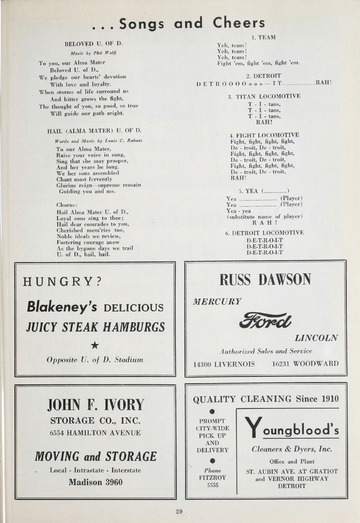 ...Songs and Cheers
BELOVED U. OF D.
Music by Phil Wolff
To you, our Alma Mater
Beloved U. of D.,
We pledge our hearts' devotion
With love and loyalty.
When storms of life surround us
And bitter grows the fight,
The thought of you, so good, so true
Will guide our path aright.
HAIL (ALMA MATER) U. OF D.
Words and Music by Louis C. Rabaut
To our Alma Mater,
Raise your voice in song,
Sing that she may prosper,
And her years be long.
We her sons assembled
Chant most fervently
Glorius reign—supreme remain
Guiding you and me.
Chorus:
Hail Alma Mater U. of D.,
Loyal sons sing to thee;
Hail dear comrades to you,
Cherished mem'ries too,
Noble ideals we review,
Fostering courage anew
As the bygone days we trail
U. of D., hail, hail.
1. TEAM
Yeh, team!
Yeh, team!
Yeh, team!
Fight 'em, fight 'em, fight 'em.
2. DETROIT
RAH!
3. TITAN LOCOMOTIVE
T - I - tans,
T - I - tans,
T - I - tans,
RAH!
4. FIGHT LOCOMOTIVE
Fight, fight, fight, fight,
De - troit, De - troit,
Fight, fight, fight, fight,
De - troit, De - troit,
Fight, fight, fight, fight,
De - troit, De - troit,
RAH!
5. YEA (..........)
Yea .......... (Player)
Yea .......... (Player)
Yea - yea
(substitute name of player)
R A H !
6. DETROIT LOCOMOTIVE
D-E-T-R-O-I-T
D-E-T-R-O-I-T
D-E-T-R-O-I-T
HUNGRY?
Blakeney's DELICIOUS
JUICY STEAK HAMBURGS
★
Opposite U. of D. Stadium
RUSS DAWSON
MERCURY
Ford
LINCOLN
Authorized Sales and Service
14300 LIVERNOIS 16231 WOODWARD
JOHN F. IVORY
STORAGE CO., INC.
6554 HAMILTON AVENUE
MOVING and STORAGE
Local - Intrastate - Interstate
Madison 3960
QUALITY CLEANING Since 1910
●
PROMPT
CITY-WIDE
PICK UP
AND
DELIVERY
●
Phone
FITZROY
5555
Youngblood's
Cleaners & Dyers, Inc.
Office and Plant
ST. AUBIN AVE. AT GRATIOT
and VERNOR HIGHWAY
DETROIT
29